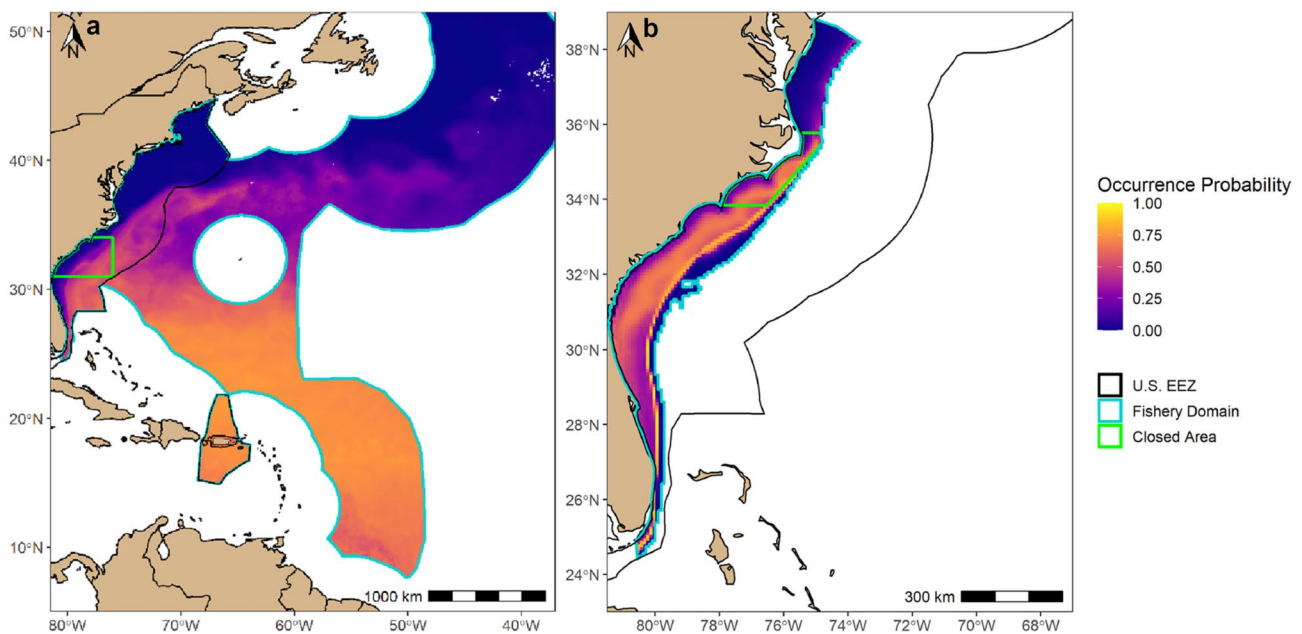 a
N
50°N
40°N
30°N
20°N
10°N
80°W
70°W
60°W
50°W
40°W
1000 km
b
N
38°N
36°N
34°N
32°N
30°N
28°N
26°N
24°N
80°W
78°W
76°W
74°W
72°W
70°W
68°W
300 km
Occurrence Probability
1.00
0.75
0.50
0.25
0.00
U.S. EEZ
Fishery Domain
Closed Area